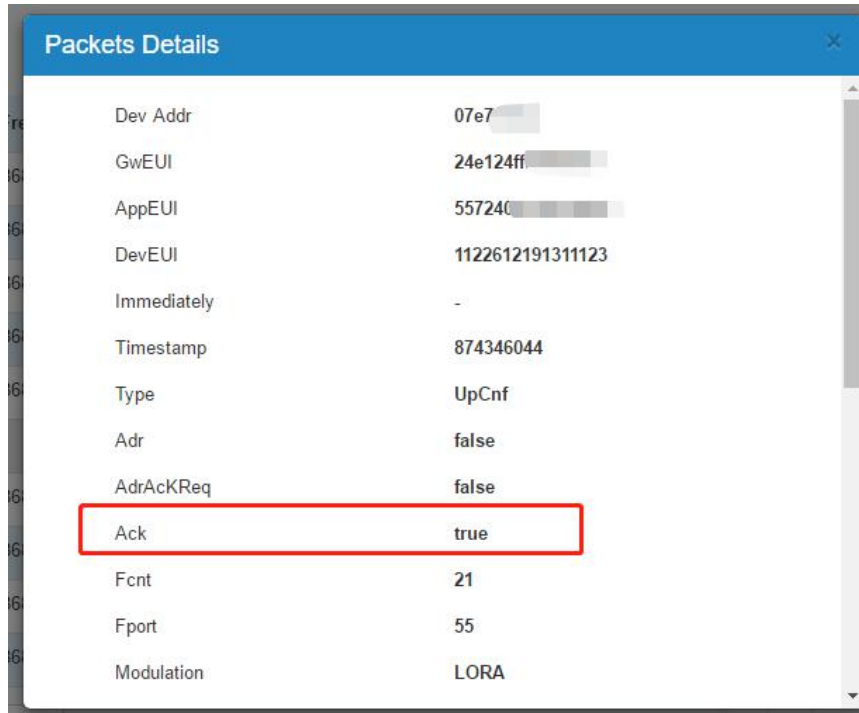 Packets Details
×
Dev Addr 07e7
GwEUI 24e124ff
AppEUI 557240
DevEUI 1122612191311123
Immediately -
Timestamp 874346044
Type UpCnf
Adr false
AdrAcKReq false
Ack true
Fcnt 21
Fport 55
Modulation LORA